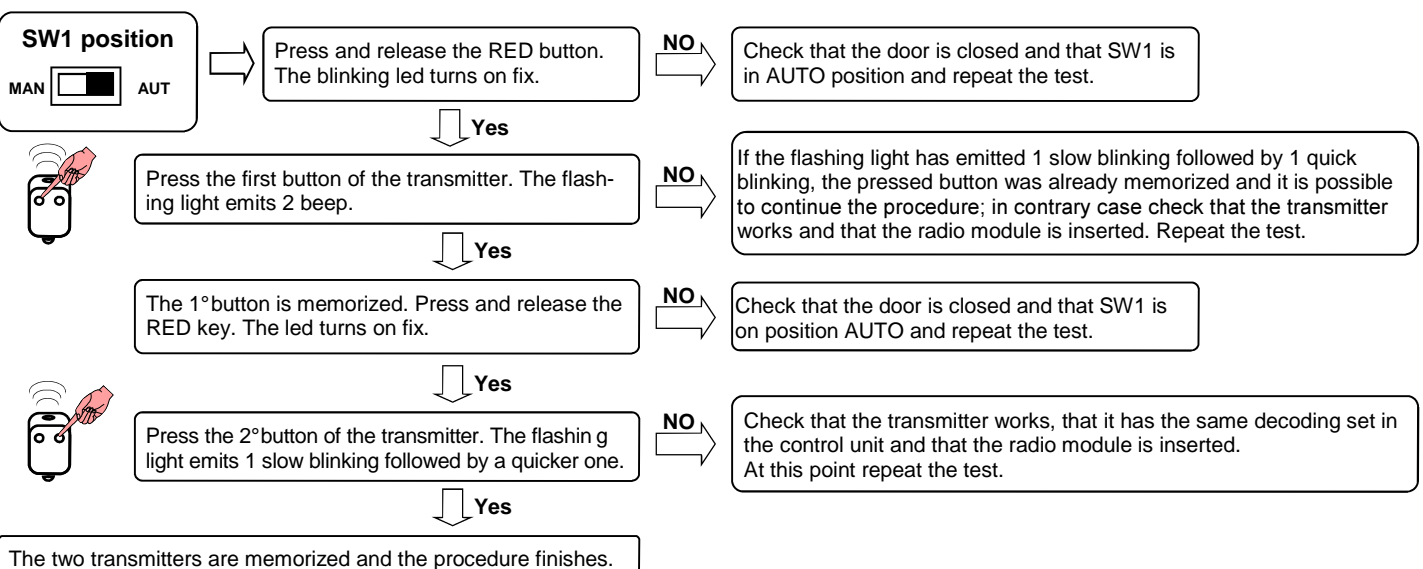 SW1 position
MAN AUT
Press and release the RED button.
The blinking led turns on fix.
NO
Check that the door is closed and that SW1 is
in AUTO position and repeat the test.
Yes
Press the first button of the transmitter. The flash-
ing light emits 2 beep.
NO
If the flashing light has emitted 1 slow blinking followed by 1 quick
blinking, the pressed button was already memorized and it is possible
to continue the procedure; in contrary case check that the transmitter
works and that the radio module is inserted. Repeat the test.
Yes
The 1° button is memorized. Press and release the
RED key. The led turns on fix.
NO
Check that the door is closed and that SW1 is
on position AUTO and repeat the test.
Yes
Press the 2° button of the transmitter. The flashin g
light emits 1 slow blinking followed by a quicker one.
NO
Check that the transmitter works, that it has the same decoding set in
the control unit and that the radio module is inserted.
At this point repeat the test.
Yes
The two transmitters are memorized and the procedure finishes.